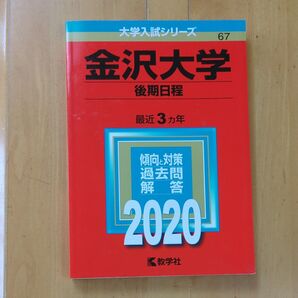 大学入試シリーズ
67
金沢大学
後期日程
最近3カ年
傾向と対策
過去問
解答
2020
教学社